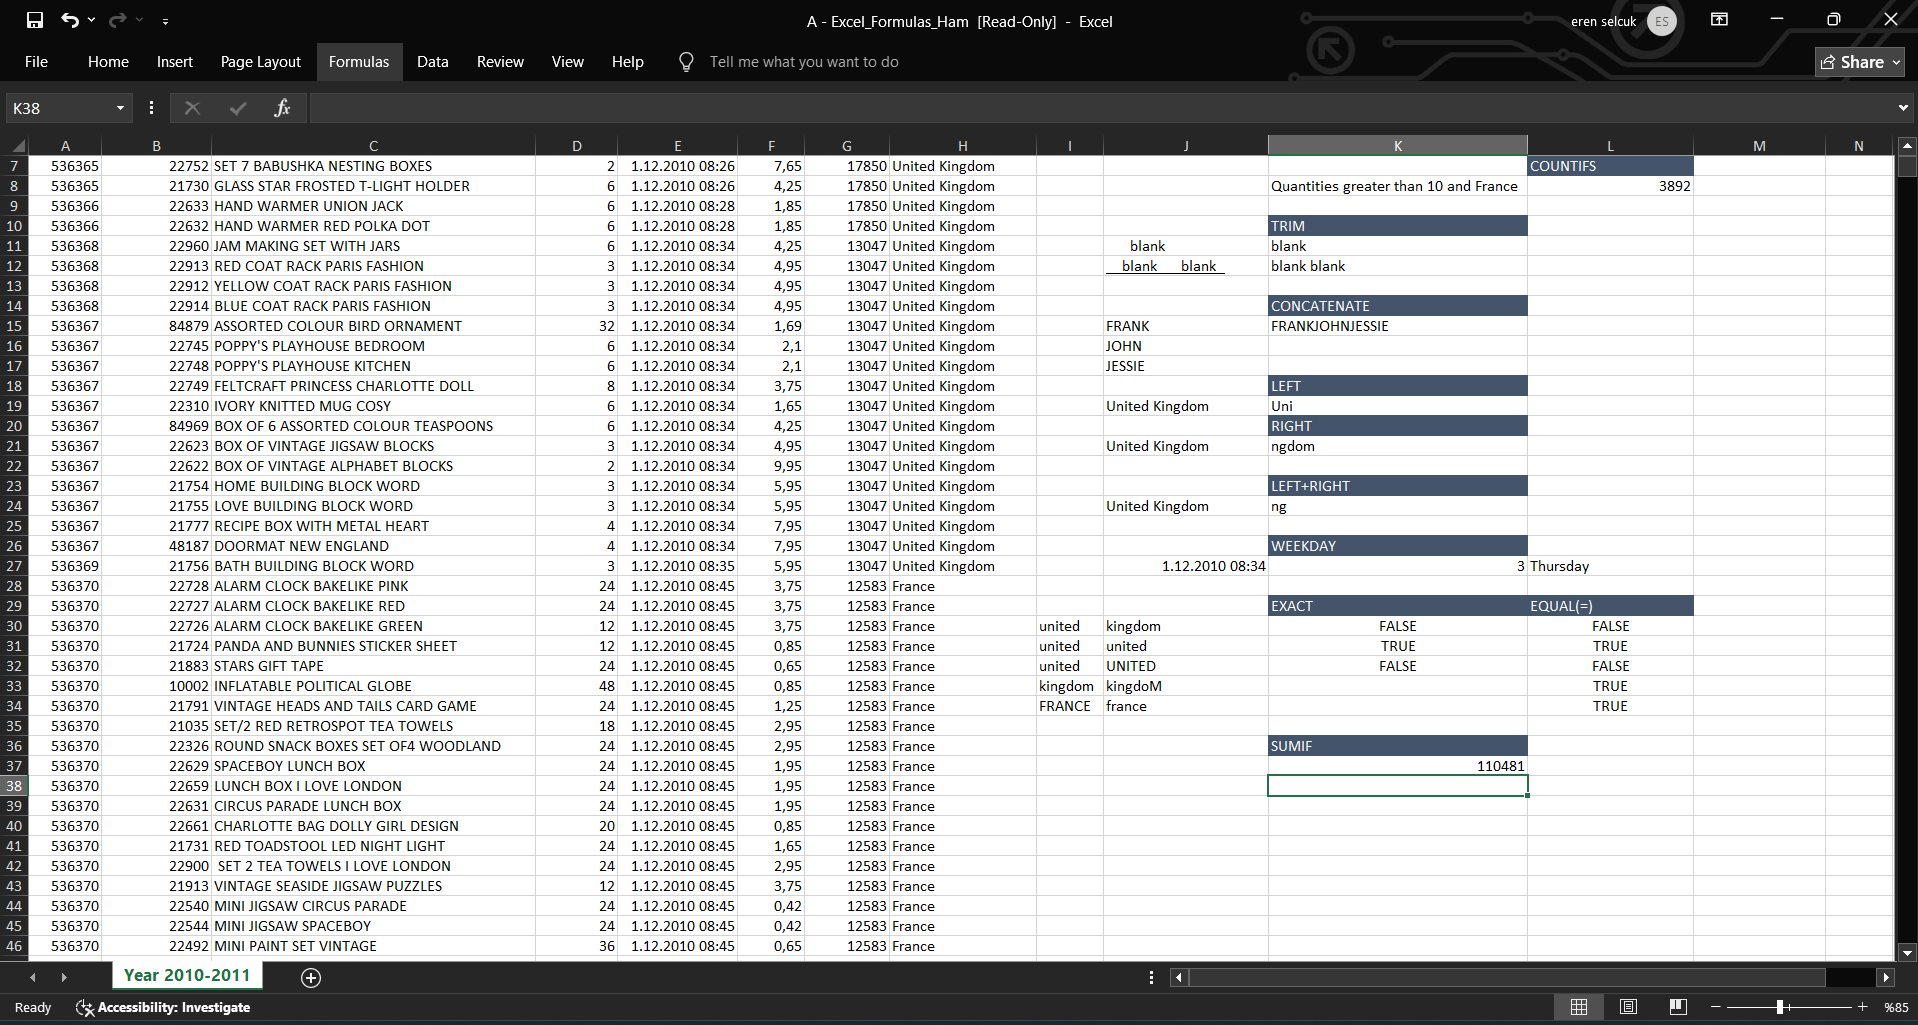 A - Excel_Formulas_Ham [Read-Only] - Excel
eren selcuk ES
File Home Insert Page Layout Formulas Data Review View Help Tell me what you want to do Share
K38 fx
A B C D E F G H I J K L M N
7 536365 22752 SET 7 BABUSHKA NESTING BOXES 2 1.12.2010 08:26 7,65 17850 United Kingdom COUNTIFS
8 536365 21730 GLASS STAR FROSTED T-LIGHT HOLDER 6 1.12.2010 08:26 4,25 17850 United Kingdom Quantities greater than 10 and France 3892
9 536366 22633 HAND WARMER UNION JACK 6 1.12.2010 08:28 1,85 17850 United Kingdom
10 536366 22632 HAND WARMER RED POLKA DOT 6 1.12.2010 08:28 1,85 17850 United Kingdom TRIM
11 536368 22960 JAM MAKING SET WITH JARS 6 1.12.2010 08:34 4,25 13047 United Kingdom blank blank
12 536368 22913 RED COAT RACK PARIS FASHION 3 1.12.2010 08:34 4,95 13047 United Kingdom blank blank blank blank
13 536368 22912 YELLOW COAT RACK PARIS FASHION 3 1.12.2010 08:34 4,95 13047 United Kingdom
14 536368 22914 BLUE COAT RACK PARIS FASHION 3 1.12.2010 08:34 4,95 13047 United Kingdom CONCATENATE
15 536367 84879 ASSORTED COLOUR BIRD ORNAMENT 32 1.12.2010 08:34 1,69 13047 United Kingdom FRANK FRANKJOHNJESSIE
16 536367 22745 POPPY'S PLAYHOUSE BEDROOM 6 1.12.2010 08:34 2,1 13047 United Kingdom JOHN
17 536367 22748 POPPY'S PLAYHOUSE KITCHEN 6 1.12.2010 08:34 2,1 13047 United Kingdom JESSIE
18 536367 22749 FELTCRAFT PRINCESS CHARLOTTE DOLL 8 1.12.2010 08:34 3,75 13047 United Kingdom LEFT
19 536367 22310 IVORY KNITTED MUG COSY 6 1.12.2010 08:34 1,65 13047 United Kingdom United Kingdom Uni
20 536367 84969 BOX OF 6 ASSORTED COLOUR TEASPOONS 6 1.12.2010 08:34 4,25 13047 United Kingdom RIGHT
21 536367 22623 BOX OF VINTAGE JIGSAW BLOCKS 3 1.12.2010 08:34 4,95 13047 United Kingdom United Kingdom ngdom
22 536367 22622 BOX OF VINTAGE ALPHABET BLOCKS 2 1.12.2010 08:34 9,95 13047 United Kingdom
23 536367 21754 HOME BUILDING BLOCK WORD 3 1.12.2010 08:34 5,95 13047 United Kingdom LEFT+RIGHT
24 536367 21755 LOVE BUILDING BLOCK WORD 3 1.12.2010 08:34 5,95 13047 United Kingdom United Kingdom ng
25 536367 21777 RECIPE BOX WITH METAL HEART 4 1.12.2010 08:34 7,95 13047 United Kingdom
26 536367 48187 DOORMAT NEW ENGLAND 4 1.12.2010 08:34 7,95 13047 United Kingdom WEEKDAY
27 536369 21756 BATH BUILDING BLOCK WORD 3 1.12.2010 08:35 5,95 13047 United Kingdom 1.12.2010 08:34 3 Thursday
28 536370 22728 ALARM CLOCK BAKELIKE PINK 24 1.12.2010 08:45 3,75 12583 France
29 536370 22727 ALARM CLOCK BAKELIKE RED 24 1.12.2010 08:45 3,75 12583 France EXACT EQUAL(=)
30 536370 22726 ALARM CLOCK BAKELIKE GREEN 12 1.12.2010 08:45 3,75 12583 France united kingdom FALSE FALSE
31 536370 21724 PANDA AND BUNNIES STICKER SHEET 12 1.12.2010 08:45 0,85 12583 France united united TRUE TRUE
32 536370 21883 STARS GIFT TAPE 24 1.12.2010 08:45 0,65 12583 France united UNITED FALSE FALSE
33 536370 10002 INFLATABLE POLITICAL GLOBE 48 1.12.2010 08:45 0,85 12583 France kingdom kingdoM TRUE
34 536370 21791 VINTAGE HEADS AND TAILS CARD GAME 24 1.12.2010 08:45 1,25 12583 France FRANCE france TRUE
35 536370 21035 SET/2 RED RETROSPOT TEA TOWELS 18 1.12.2010 08:45 2,95 12583 France
36 536370 22326 ROUND SNACK BOXES SET OF4 WOODLAND 24 1.12.2010 08:45 2,95 12583 France SUMIF
37 536370 22629 SPACEBOY LUNCH BOX 24 1.12.2010 08:45 1,95 12583 France 110481
38 536370 22659 LUNCH BOX I LOVE LONDON 24 1.12.2010 08:45 1,95 12583 France
39 536370 22631 CIRCUS PARADE LUNCH BOX 24 1.12.2010 08:45 1,95 12583 France
40 536370 22661 CHARLOTTE BAG DOLLY GIRL DESIGN 20 1.12.2010 08:45 0,85 12583 France
41 536370 21731 RED TOADSTOOL LED NIGHT LIGHT 24 1.12.2010 08:45 1,65 12583 France
42 536370 22900 SET 2 TEA TOWELS I LOVE LONDON 24 1.12.2010 08:45 2,95 12583 France
43 536370 21913 VINTAGE SEASIDE JIGSAW PUZZLES 12 1.12.2010 08:45 3,75 12583 France
44 536370 22540 MINI JIGSAW CIRCUS PARADE 24 1.12.2010 08:45 0,42 12583 France
45 536370 22544 MINI JIGSAW SPACEBOY 24 1.12.2010 08:45 0,42 12583 France
46 536370 22492 MINI PAINT SET VINTAGE 36 1.12.2010 08:45 0,65 12583 France
Year 2010-2011
Ready Accessibility: Investigate %85